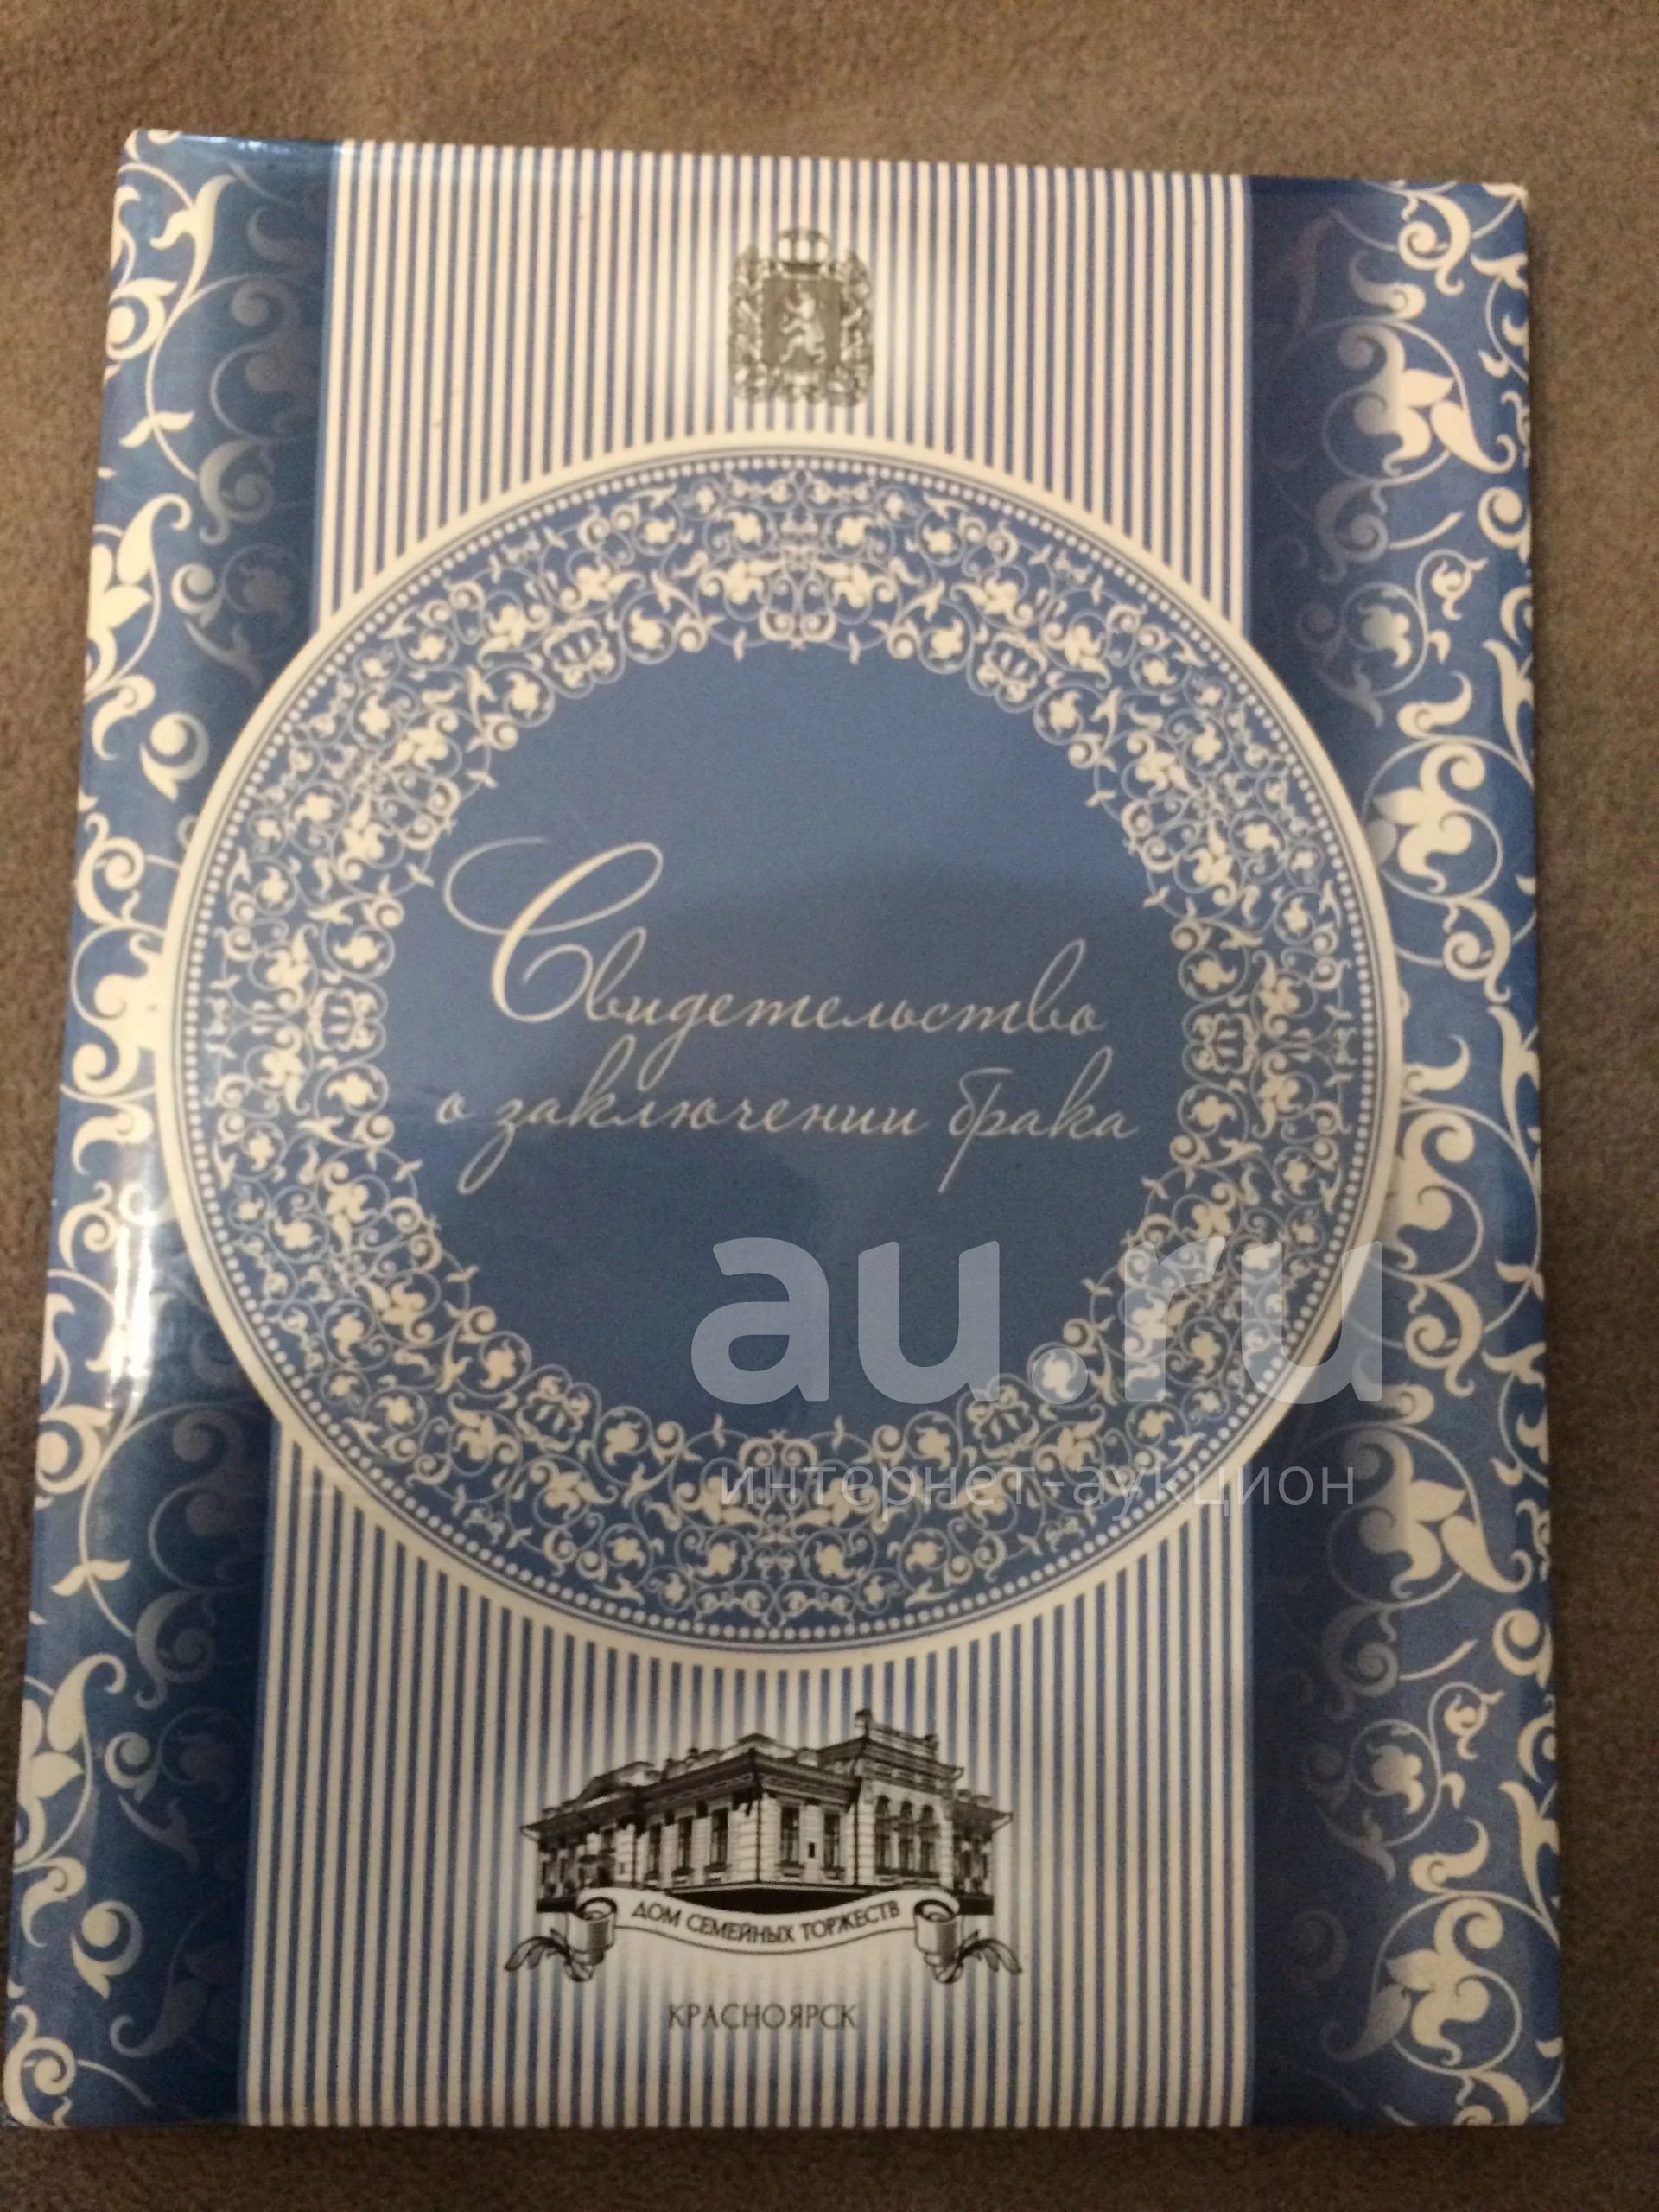 Свидетельство
о заключении брака
au.ru
интернет-аукцион
ДОМ СЕМЕЙНЫХ ТОРЖЕСТВ
КРАСНОЯРСК